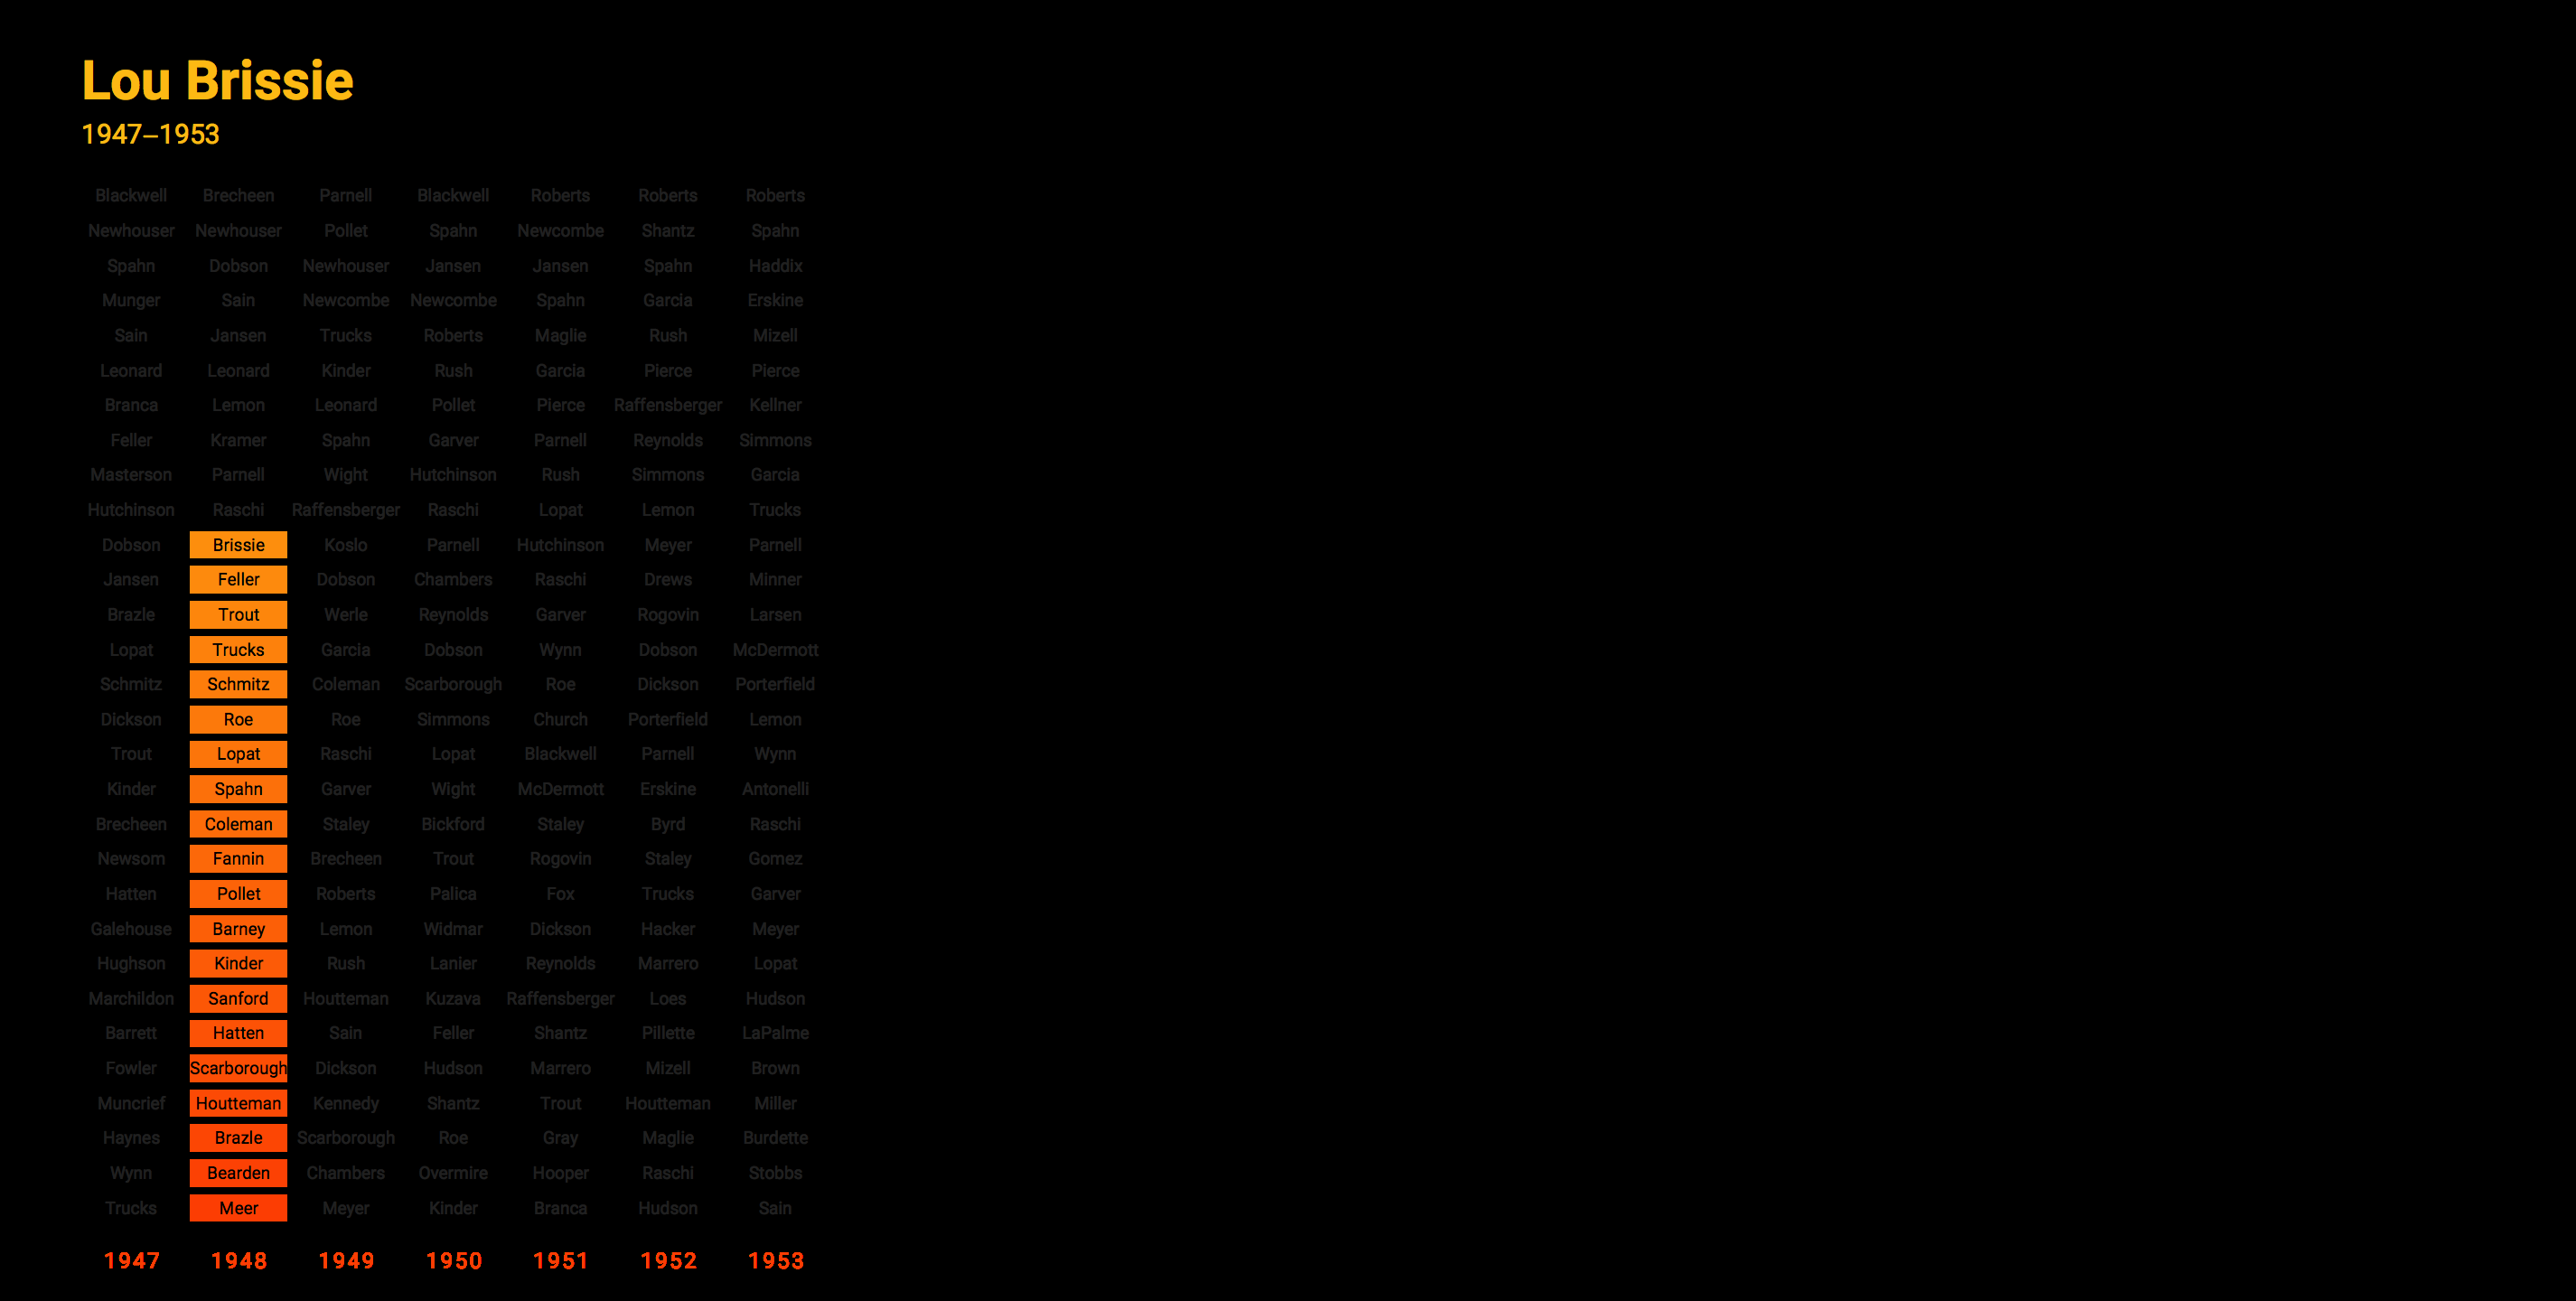 Lou Brissie
1947–1953
Blackwell Brecheen Parnell Blackwell Roberts Roberts Roberts
Newhouser Newhouser Pollet Spahn Newcombe Shantz Spahn
Spahn Dobson Newhouser Jansen Jansen Spahn Haddix
Munger Sain Newcombe Newcombe Spahn Garcia Erskine
Sain Jansen Trucks Roberts Maglie Rush Mizell
Leonard Leonard Kinder Rush Garcia Pierce Pierce
Branca Lemon Leonard Pollet Pierce Raffensberger Kellner
Feller Kramer Spahn Garver Parnell Reynolds Simmons
Masterson Parnell Wight Hutchinson Rush Simmons Garcia
Hutchinson Raschi Raffensberger Raschi Lopat Lemon Trucks
Dobson Brissie Koslo Parnell Hutchinson Meyer Parnell
Jansen Feller Dobson Chambers Raschi Drews Minner
Brazle Trout Werle Reynolds Garver Rogovin Larsen
Lopat Trucks Garcia Dobson Wynn Dobson McDermott
Schmitz Schmitz Coleman Scarborough Roe Dickson Porterfield
Dickson Roe Roe Simmons Church Porterfield Lemon
Trout Lopat Raschi Lopat Blackwell Parnell Wynn
Kinder Spahn Garver Wight McDermott Erskine Antonelli
Brecheen Coleman Staley Bickford Staley Byrd Raschi
Newsom Fannin Brecheen Trout Rogovin Staley Gomez
Hatten Pollet Roberts Palica Fox Trucks Garver
Galehouse Barney Lemon Widmar Dickson Hacker Meyer
Hughson Kinder Rush Lanier Reynolds Marrero Lopat
Marchildon Sanford Houtteman Kuzava Raffensberger Loes Hudson
Barrett Hatten Sain Feller Shantz Pillette LaPalme
Fowler Scarborough Dickson Hudson Marrero Mizell Brown
Muncrief Houtteman Kennedy Shantz Trout Houtteman Miller
Haynes Brazle Scarborough Roe Gray Maglie Burdette
Wynn Bearden Chambers Overmire Hooper Raschi Stobbs
Trucks Meer Meyer Kinder Branca Hudson Sain
1947 1948 1949 1950 1951 1952 1953